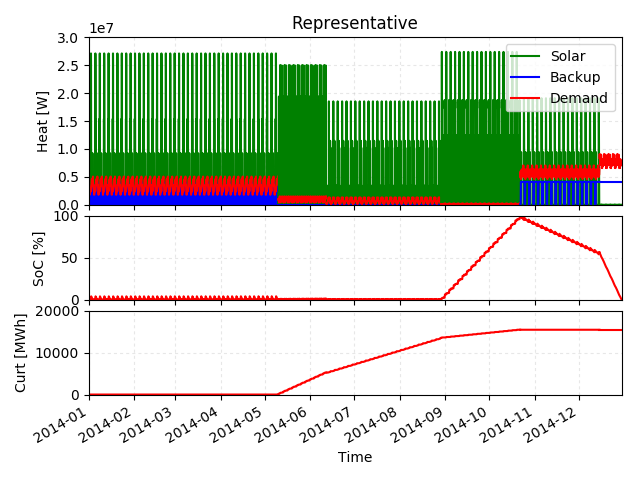 Representative
1e7
3.0
2.5
2.0
1.5
1.0
0.5
0.0
Heat [W]
Solar
Backup
Demand
100
50
0
SoC [%]
20000
10000
0
Curt [MWh]
2014-01
2014-02
2014-03
2014-04
2014-05
2014-06
2014-07
2014-08
2014-09
2014-10
2014-11
2014-12
Time